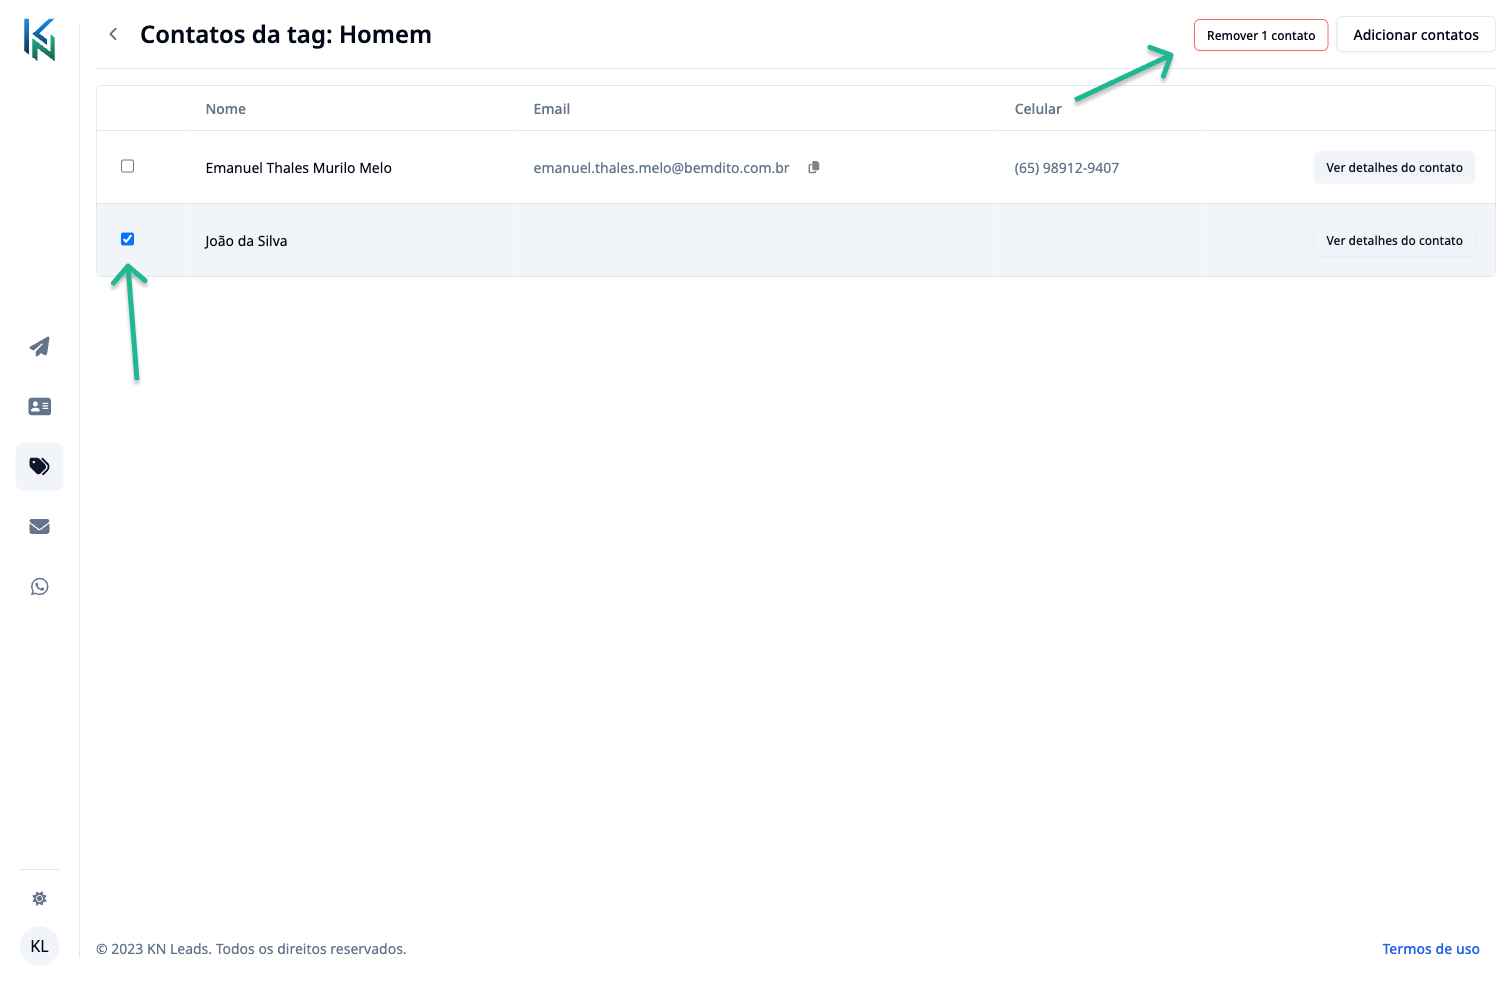 KN
Contatos da tag: Homem
Remover 1 contato
Adicionar contatos
Nome
Email
Celular
Emanuel Thales Murilo Melo
emanuel.thales.melo@bemdito.com.br
(65) 98912-9407
Ver detalhes do contato
João da Silva
Ver detalhes do contato
KL
© 2023 KN Leads. Todos os direitos reservados.
Termos de uso